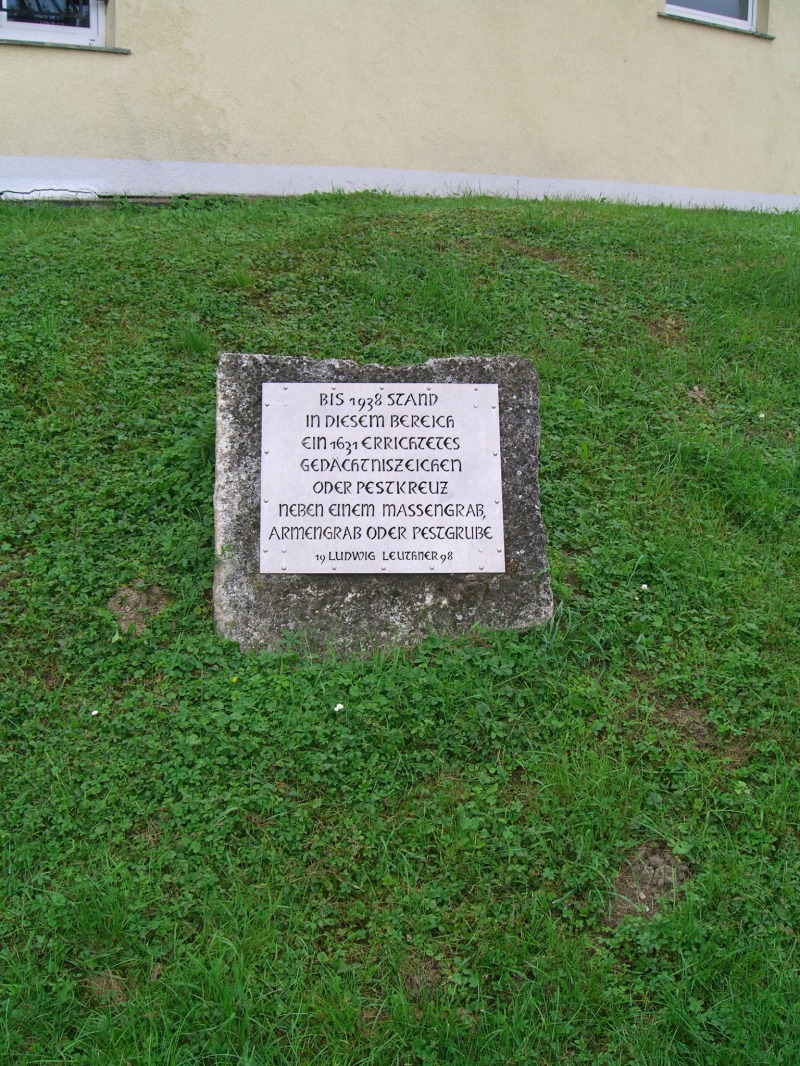 BIS 1938 STAND
IN DIESEM BEREICH
EIN 1631 ERRICHTETES
GEDÄCHTNISZEICHEN
ODER PESTKREUZ
NEBEN EINEM MASSENGRAB,
ARMENGRAB ODER PESTGRUBE
19 LUDWIG LEUTHNER 98